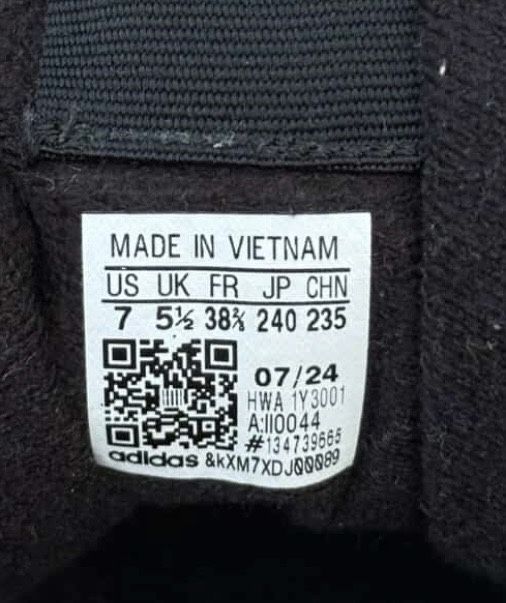 MADE IN VIETNAM
US UK FR JP CHN
7 5½ 38⅔ 240 235
07/24
HWA 1Y3001
A:II0044
#134739665
adidas &kXM7XDJ00089